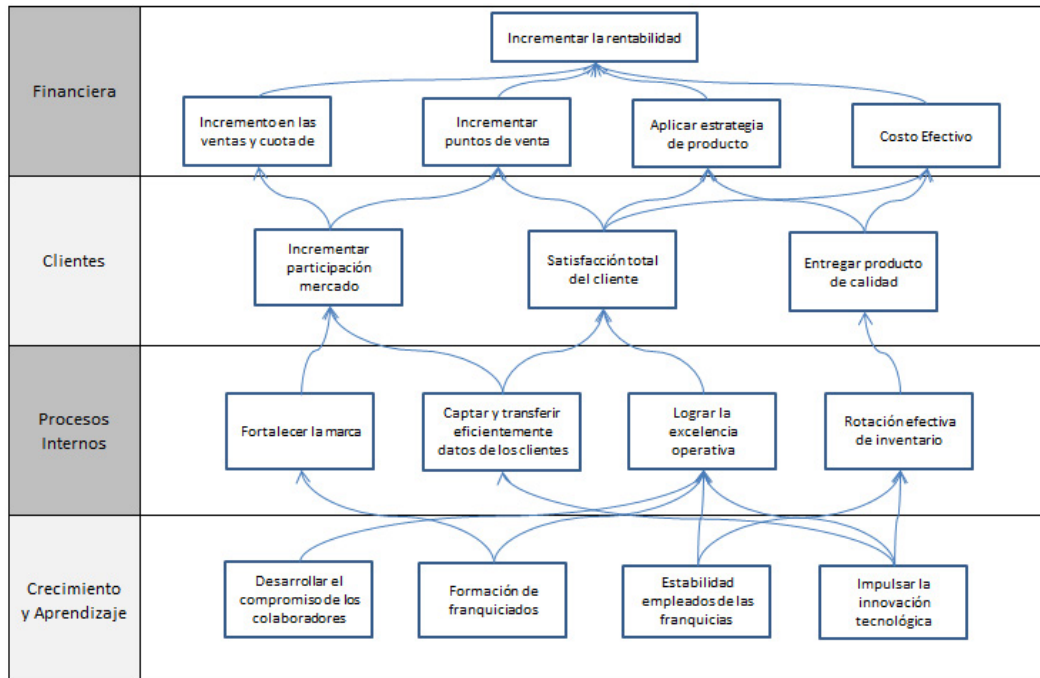 Incrementar la rentabilidad
Financiera
Incremento en las
ventas y cuota de
Incrementar
puntos de venta
Aplicar estrategia
de producto
Costo Efectivo
Clientes
Incrementar
participación
mercado
Satisfacción total
del cliente
Entregar producto
de calidad
Procesos
Internos
Fortalecer la marca
Captar y transferir
eficientemente
datos de los clientes
Lograr la
excelencia
operativa
Rotación efectiva
de inventario
Crecimiento
y Aprendizaje
Desarrollar el
compromiso de los
colaboradores
Formación de
franquiciados
Estabilidad
empleados de las
franquicias
Impulsar la
innovación
tecnológica